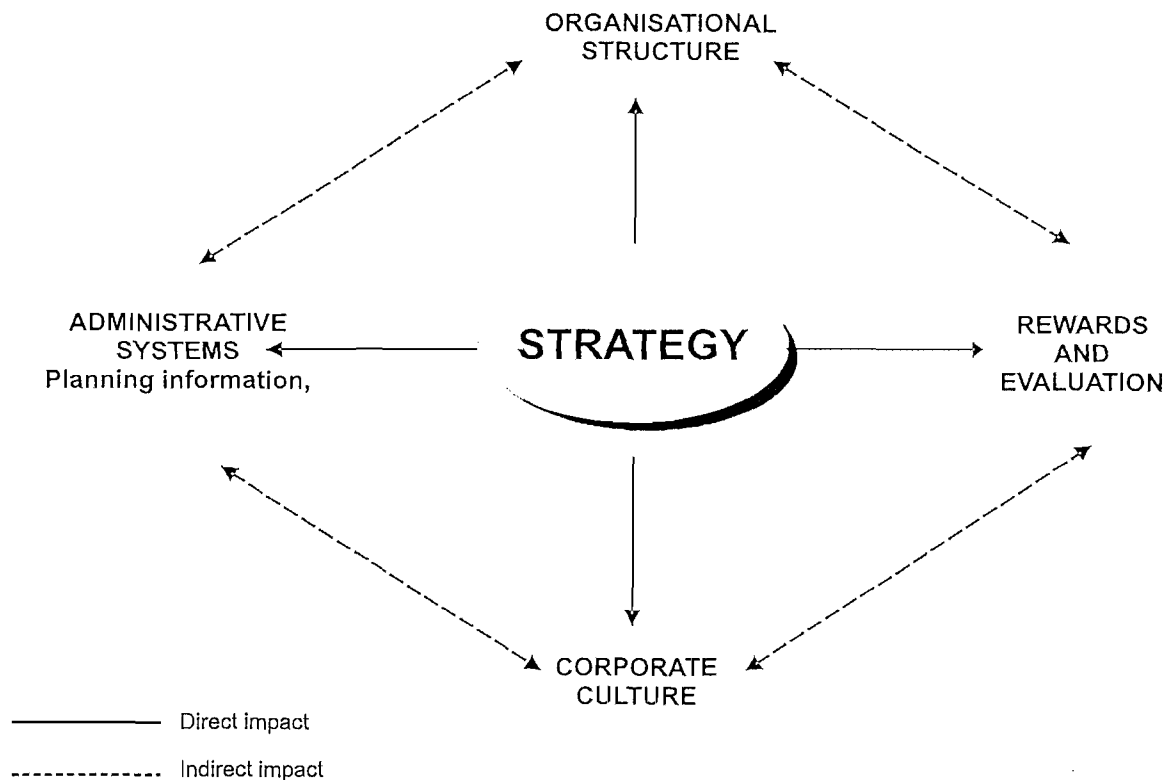 ORGANISATIONAL
STRUCTURE
ADMINISTRATIVE
SYSTEMS
Planning information,
STRATEGY
REWARDS
AND
EVALUATION
CORPORATE
CULTURE
Direct impact
Indirect impact